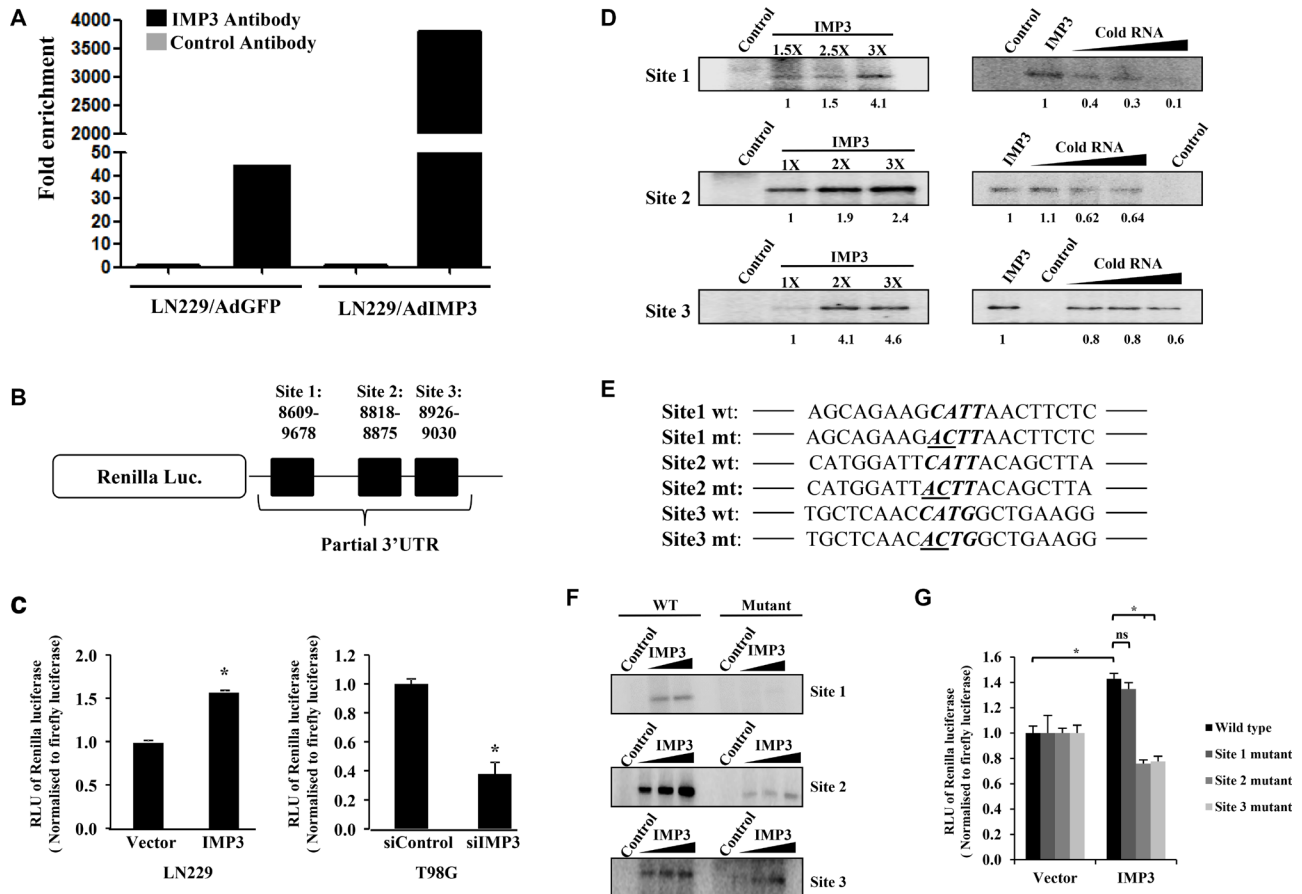 A
IMP3 Antibody
Control Antibody
Fold enrichment
4000
3500
3000
2500
2000
50
40
30
20
10
0
LN229/AdGFP
LN229/AdIMP3
B
Site 1:
8609-
9678
Site 2:
8818-
8875
Site 3:
8926-
9030
Renilla Luc.
Partial 3’UTR
C
RLU of Renilla luciferase
( Normalised to firefly luciferase)
2.0
1.5
1.0
0.5
0.0
*
Vector
IMP3
LN229
RLU of Renilla luciferase
( Normalised to firefly luciferase)
1.2
1.0
0.8
0.6
0.4
0.2
0.0
*
siControl
siIMP3
T98G
D
Control
IMP3
1.5X 2.5X 3X
Site 1
1 1.5 4.1
Control
IMP3
Cold RNA
1 0.4 0.3 0.1
Control
IMP3
1X 2X 3X
Site 2
1 1.9 2.4
IMP3
Cold RNA
Control
1 1.1 0.62 0.64
Control
IMP3
1X 2X 3X
Site 3
1 4.1 4.6
IMP3
Control
Cold RNA
1 0.8 0.8 0.6
E
Site1 wt: AGCAGAAGCATTAACTTCTC
Site1 mt: AGCAGAAGACTTAACTTCTC
Site2 wt: CATGGATTCATTACAGCTTA
Site2 mt: CATGGATTACTTACAGCTTA
Site3 wt: TGCTCAACCATGGCTGAAGG
Site3 mt: TGCTCAACACTGGCTGAAGG
F
WT
Mutant
Control
IMP3
Control
IMP3
Site 1
Control
IMP3
Control
IMP3
Site 2
Control
IMP3
Control
IMP3
Site 3
G
RLU of Renilla luciferase
( Normalised to firefly luciferase)
1.6
1.4
1.2
1.0
0.8
0.6
0.4
0.2
0.0
*
ns
*
Vector
IMP3
Wild type
Site 1 mutant
Site 2 mutant
Site 3 mutant